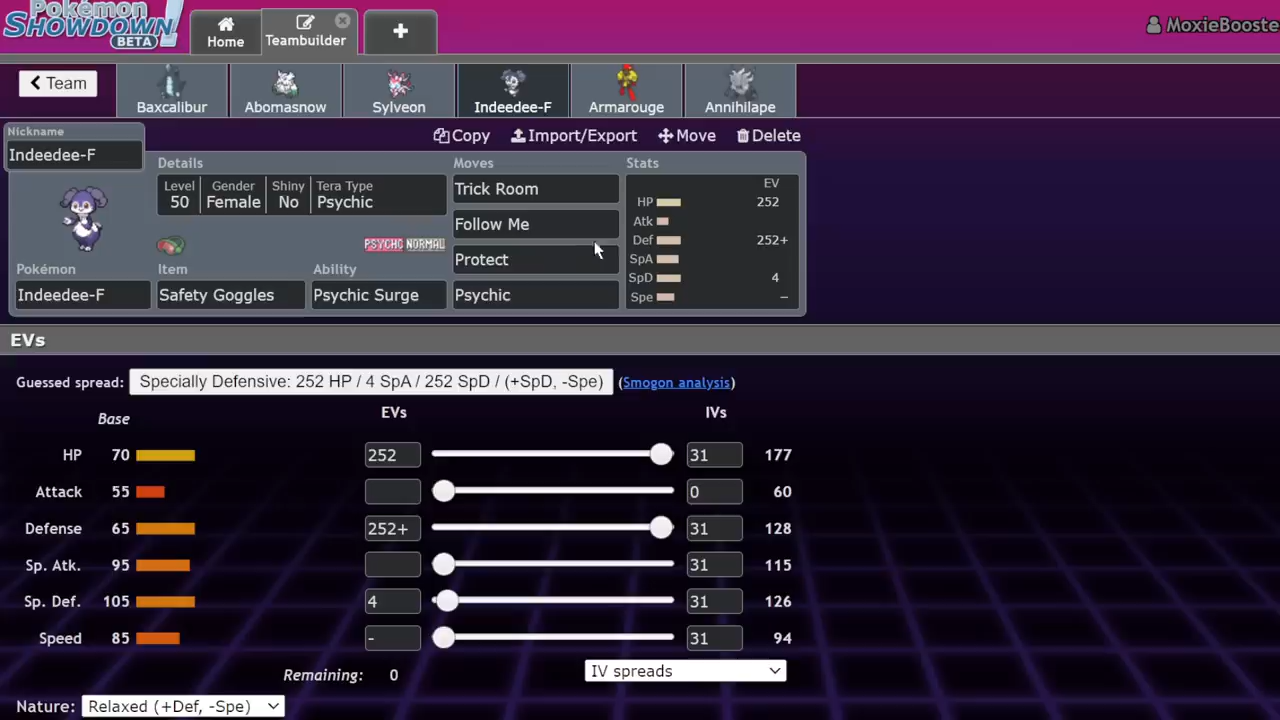 Pokémon
SHOWDOWN!
BETA
Home
Teambuilder
+
MoxieBooste
Team
Baxcalibur
Abomasnow
Sylveon
Indeedee-F
Armarouge
Annihilape
Copy
Import/Export
Move
Delete
Nickname
Indeedee-F
Details
Level
50
Gender
Female
Shiny
No
Tera Type
Psychic
PSYCHC NORMAL
Pokémon
Indeedee-F
Item
Safety Goggles
Ability
Psychic Surge
Moves
Trick Room
Follow Me
Protect
Psychic
Stats
EV
HP 252
Atk
Def 252+
SpA
SpD 4
Spe –
EVs
Guessed spread: Specially Defensive: 252 HP / 4 SpA / 252 SpD / (+SpD, -Spe) (Smogon analysis)
Base EVs IVs
HP 70 252 31 177
Attack 55 0 60
Defense 65 252+ 31 128
Sp. Atk. 95 31 115
Sp. Def. 105 4 31 126
Speed 85 - 31 94
Remaining: 0
IV spreads
Nature: Relaxed (+Def, -Spe)